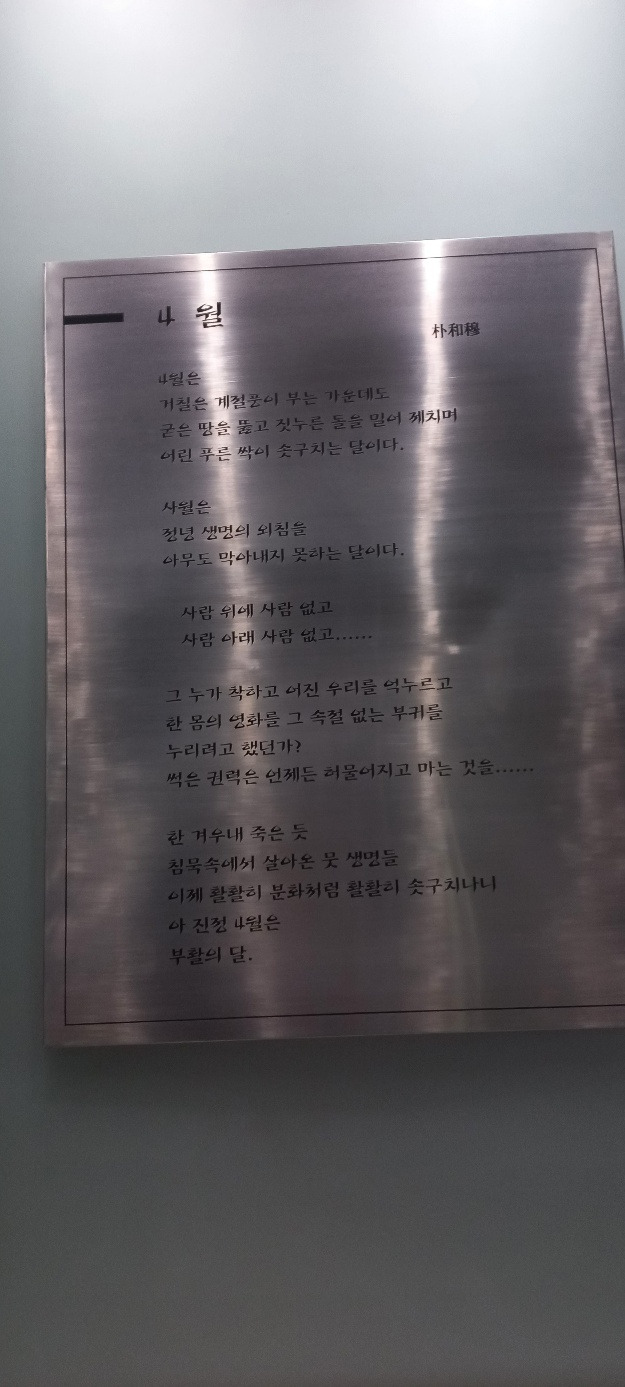 4월
朴和穆
4월은
거칠은 계절풍이 부는 가운데도
굳은 땅을 뚫고 짓누른 돌을 밀어 제치며
어린 푸른 싹이 솟구치는 달이다.
사월은
정녕 생명의 외침을
아무도 막아내지 못하는 달이다.
사람 위에 사람 없고
사람 아래 사람 없고......
그 누가 착하고 어진 우리를 억누르고
한 몸의 영화를 그 속절 없는 부귀를
누리려고 했던가?
썩은 권력은 언제든 허물어지고 마는 것을......
한 겨우내 죽은 듯
침묵속에서 살아온 뭇 생명들
이제 활활히 분화처럼 활활히 솟구치나니
아 진정 4월은
부활의 달.